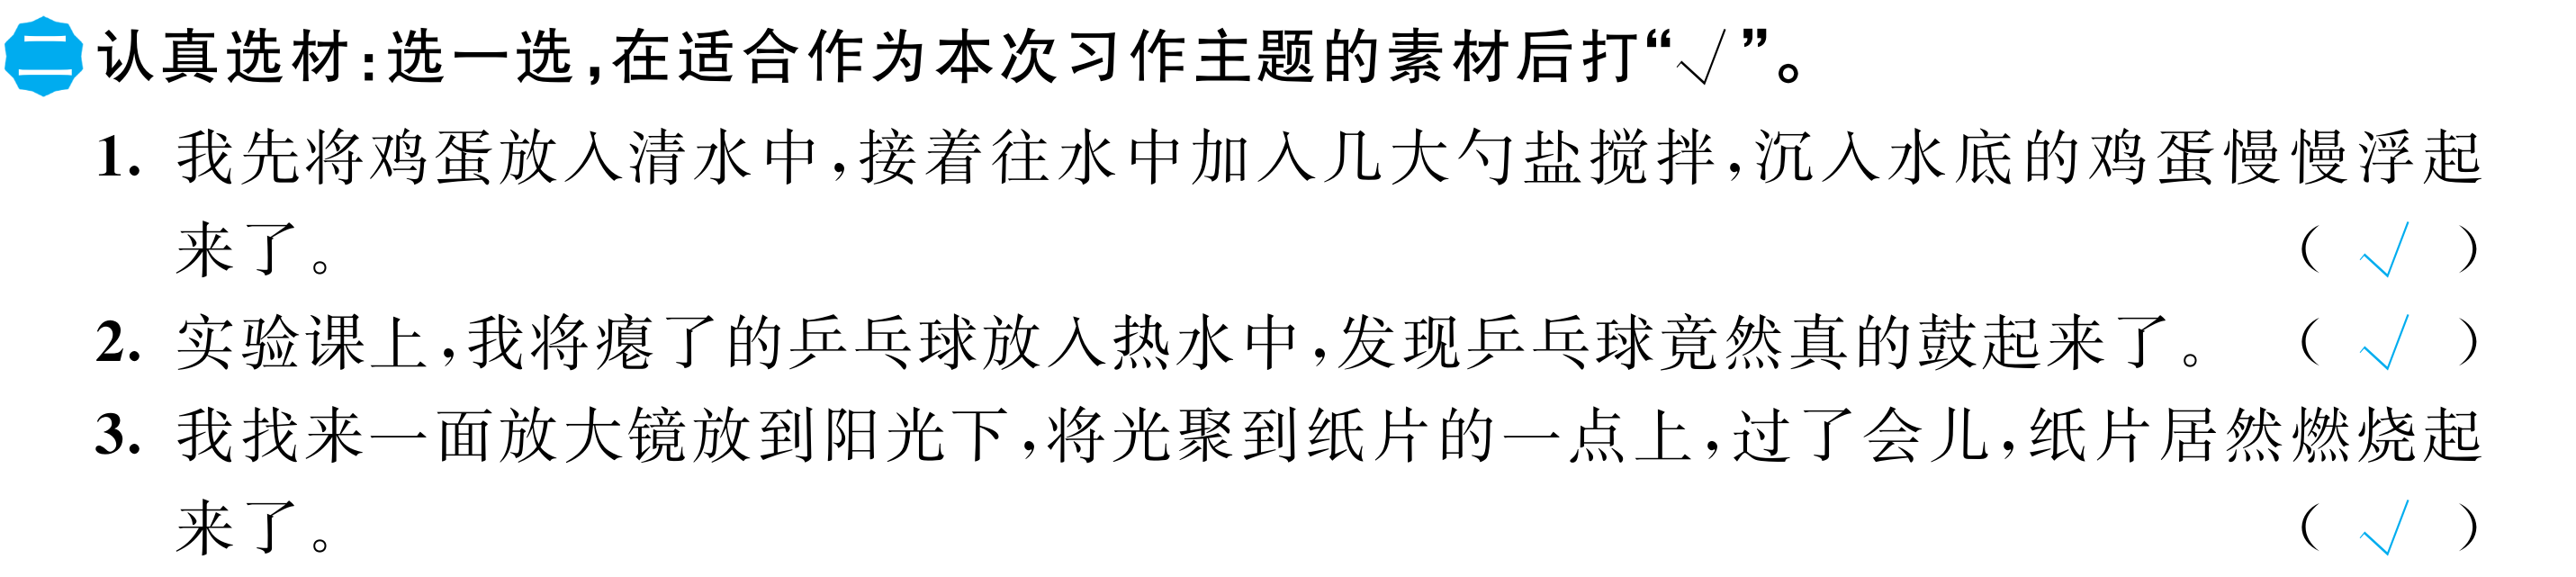 二 认真选材:选一选,在适合作为本次习作主题的素材后打“√”。
1. 我先将鸡蛋放入清水中,接着往水中加入几大勺盐搅拌,沉入水底的鸡蛋慢慢浮起
来了。 ( √ )
2. 实验课上,我将瘪了的乒乓球放入热水中,发现乒乓球竟然真的鼓起来了。 ( √ )
3. 我找来一面放大镜放到阳光下,将光聚到纸片的一点上,过了会儿,纸片居然燃烧起
来了。 ( √ )